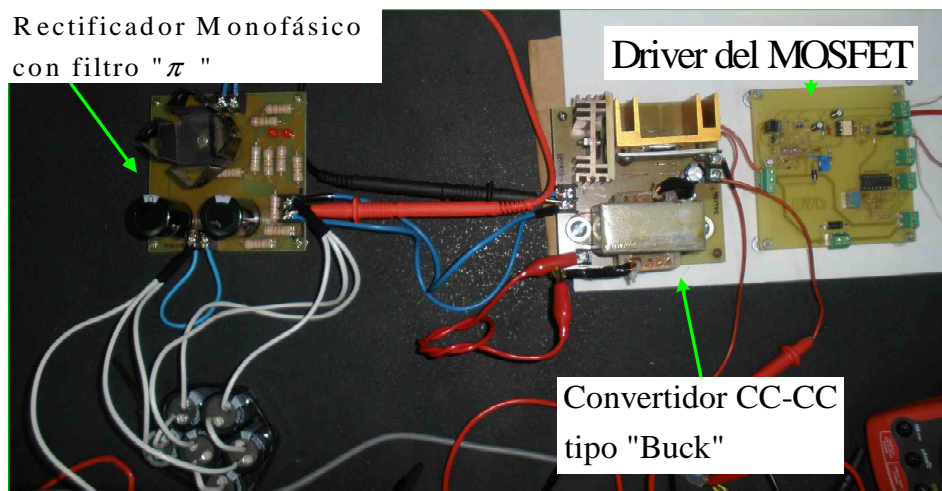 Rectificador Monofásico
con filtro "π "
Driver del MOSFET
Convertidor CC-CC
tipo "Buck"